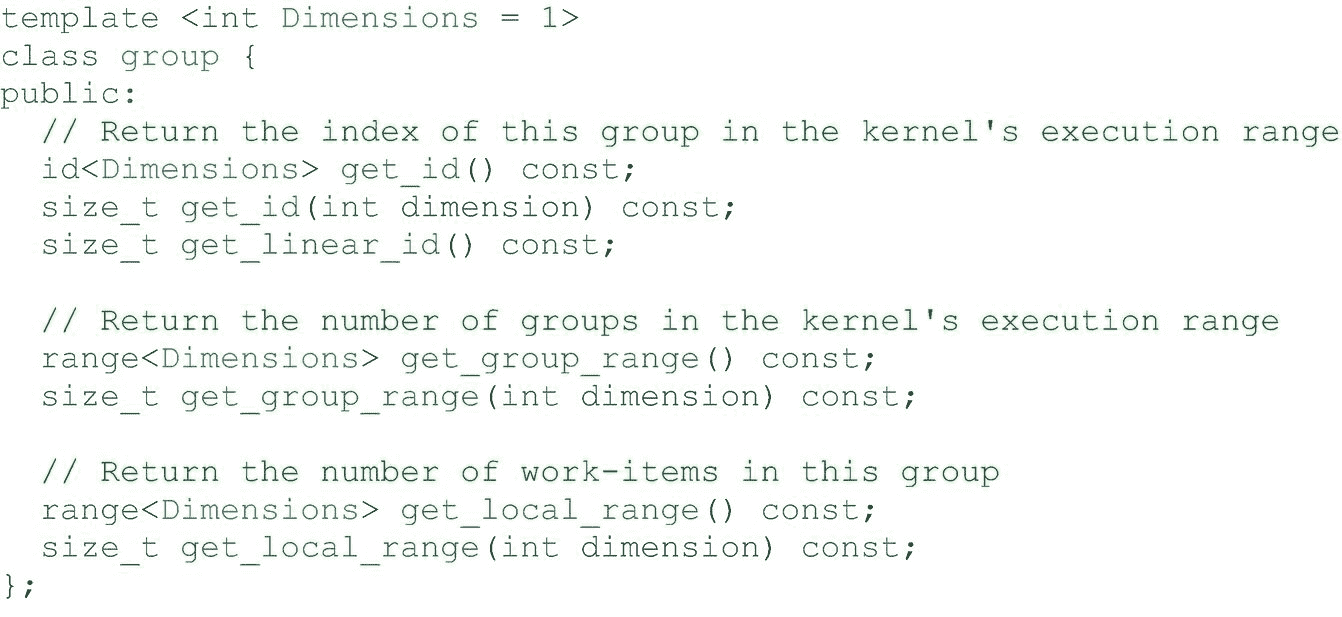 template <int Dimensions = 1>
class group {
public:
  // Return the index of this group in the kernel's execution range
  id<Dimensions> get_id() const;
  size_t get_id(int dimension) const;
  size_t get_linear_id() const;

  // Return the number of groups in the kernel's execution range
  range<Dimensions> get_group_range() const;
  size_t get_group_range(int dimension) const;

  // Return the number of work-items in this group
  range<Dimensions> get_local_range() const;
  size_t get_local_range(int dimension) const;
};